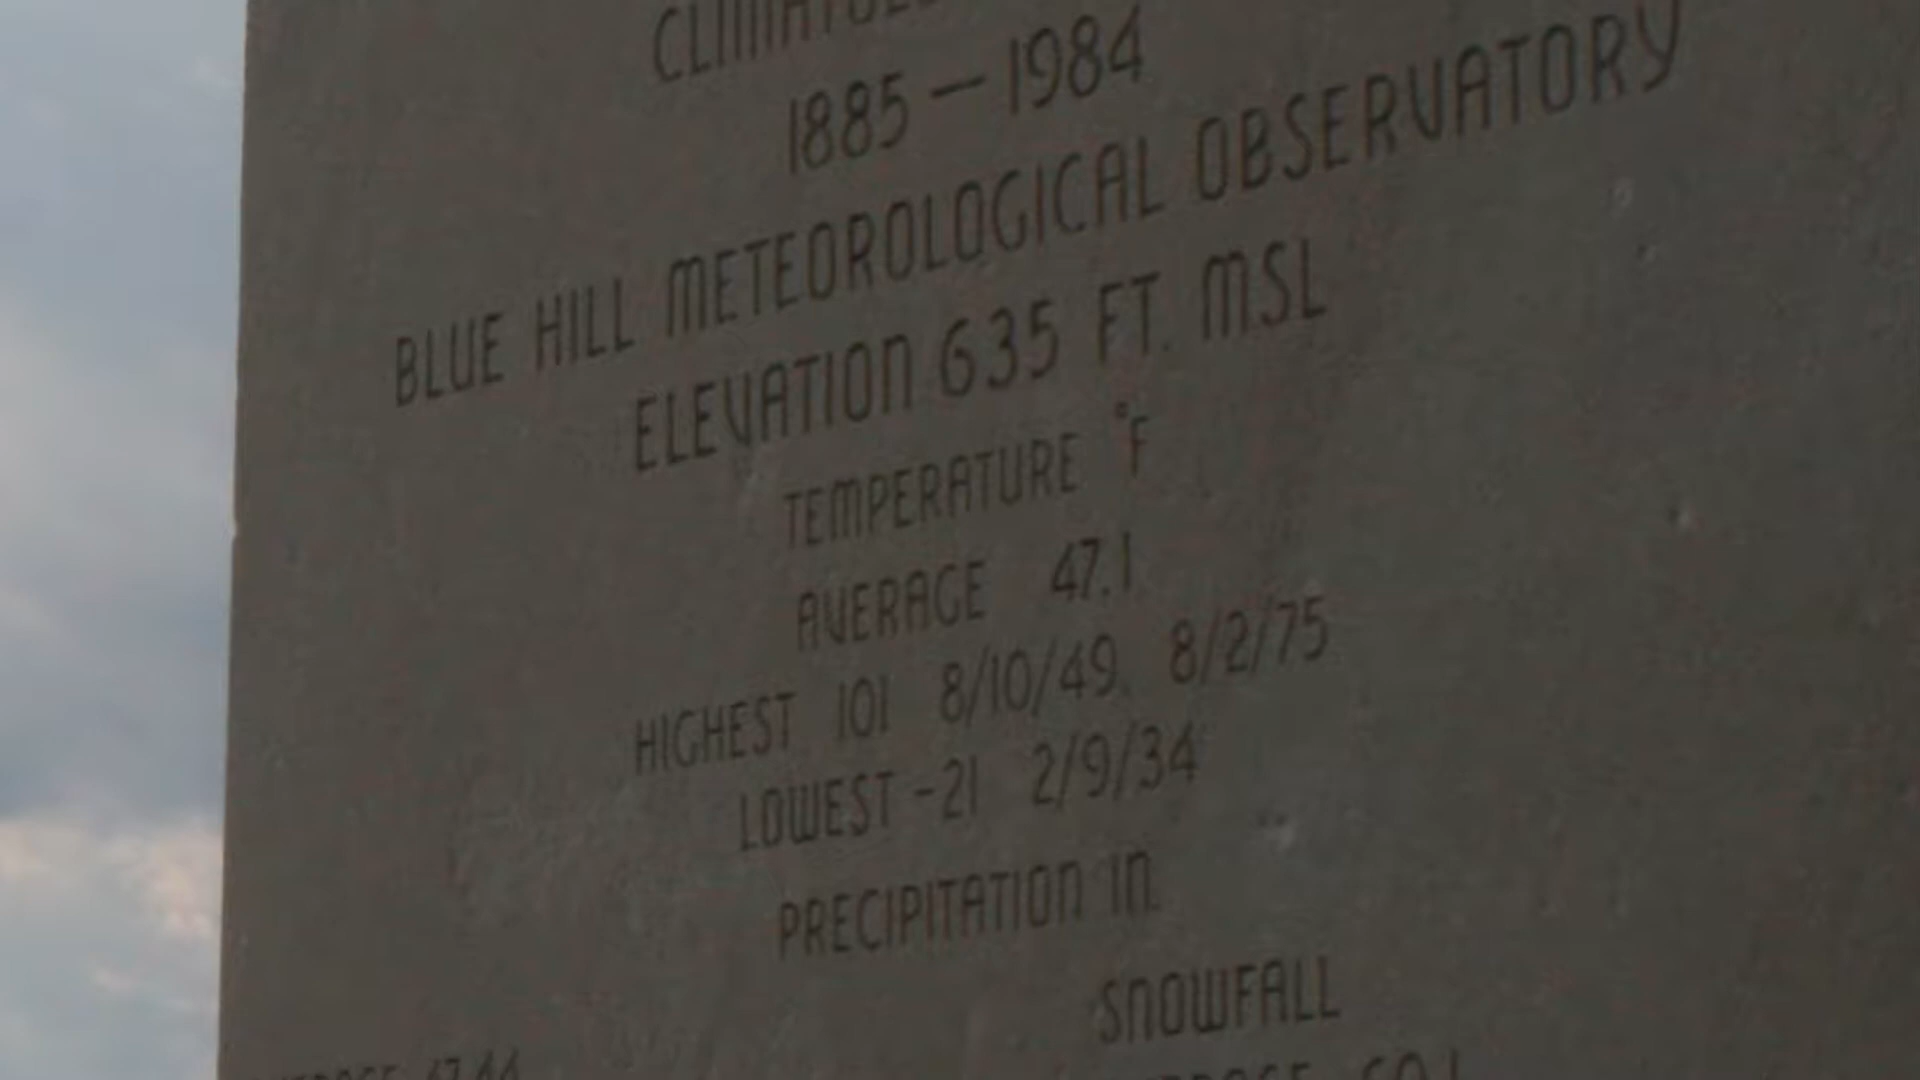 1885 — 1984
BLUE HILL METEOROLOGICAL OBSERVATORY
ELEVATION 635 FT. MSL
TEMPERATURE °F
AVERAGE 47.1
HIGHEST 101 8/10/49, 8/2/75
LOWEST -21 2/9/34
PRECIPITATION IN.
SNOWFALL